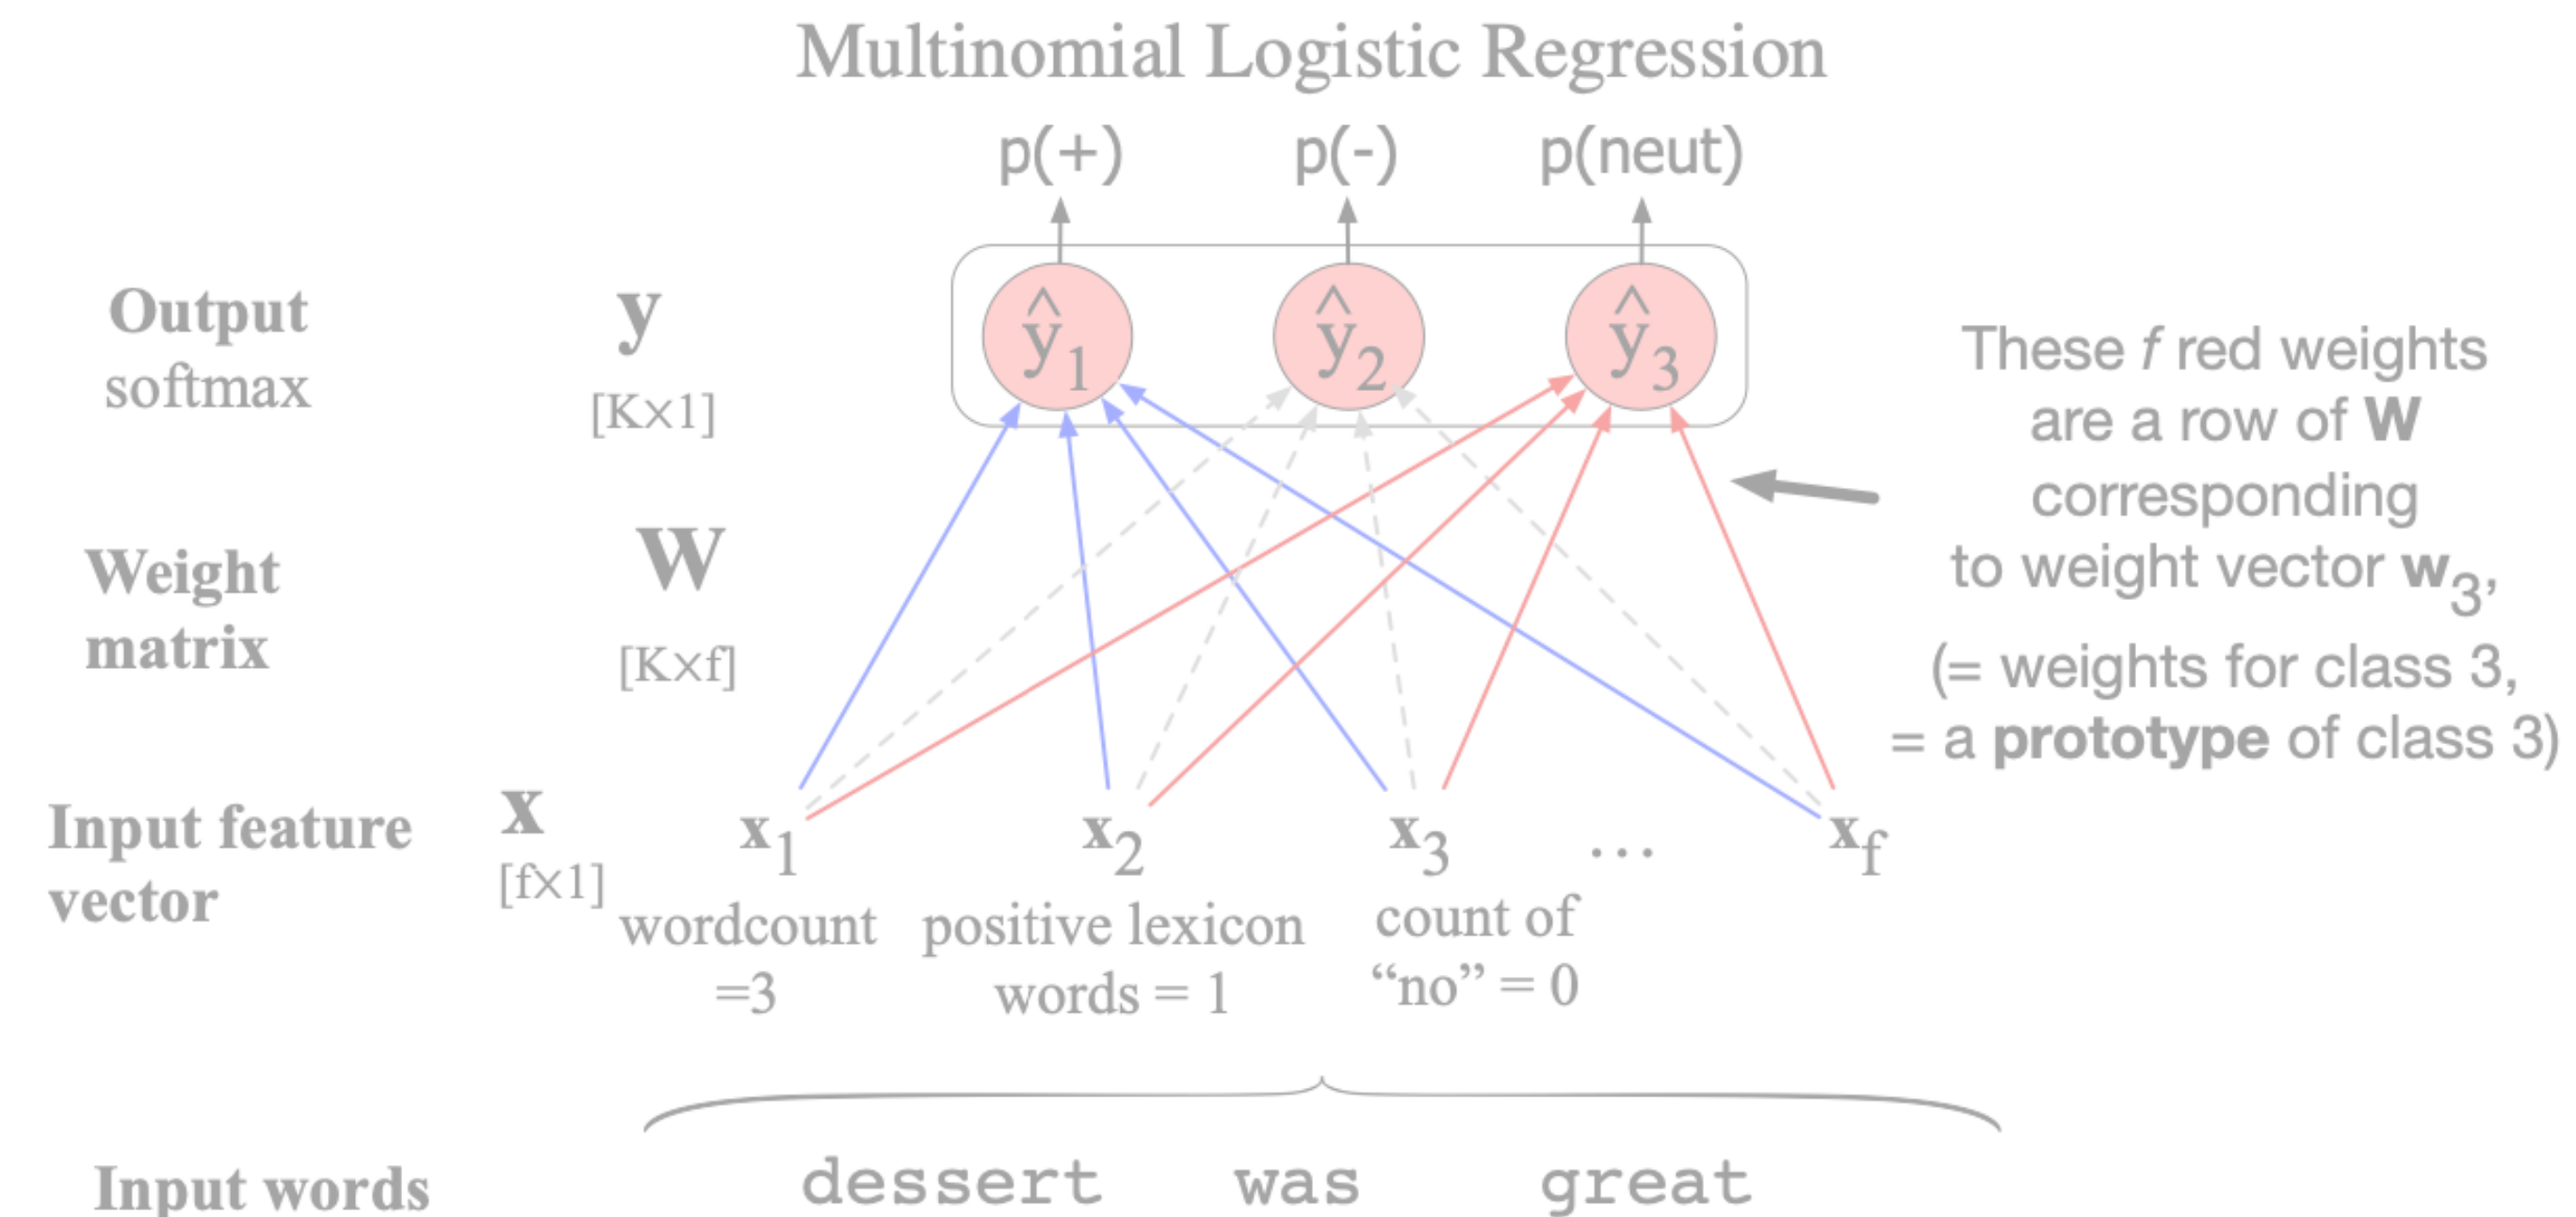 Multinomial Logistic Regression
p(+) p(-) p(neut)
Output
softmax
y
[K×1]
ŷ1 ŷ2 ŷ3
These f red weights
are a row of W
corresponding
to weight vector w3,
(= weights for class 3,
= a prototype of class 3)
Weight
matrix
W
[K×f]
Input feature
vector
x
[f×1]
x1 x2 x3 ... xf
wordcount
=3
positive lexicon
words = 1
count of
“no” = 0
Input words
dessert was great